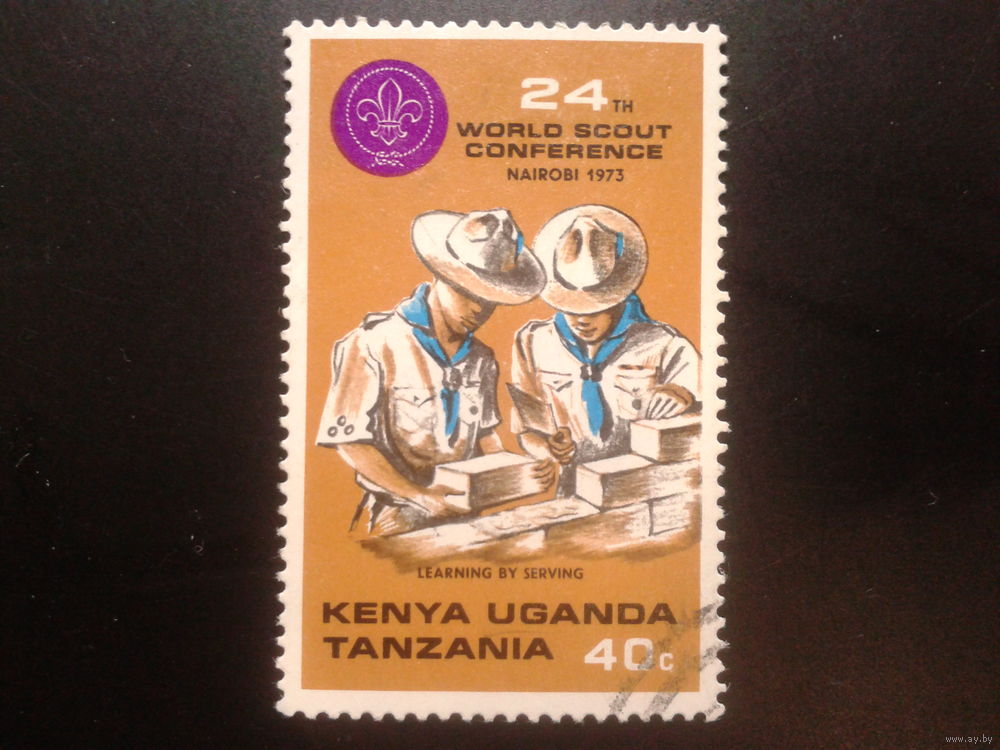 24TH
WORLD SCOUT
CONFERENCE
NAIROBI 1973
LEARNING BY SERVING
KENYA UGANDA
TANZANIA 40c
www.ay.by